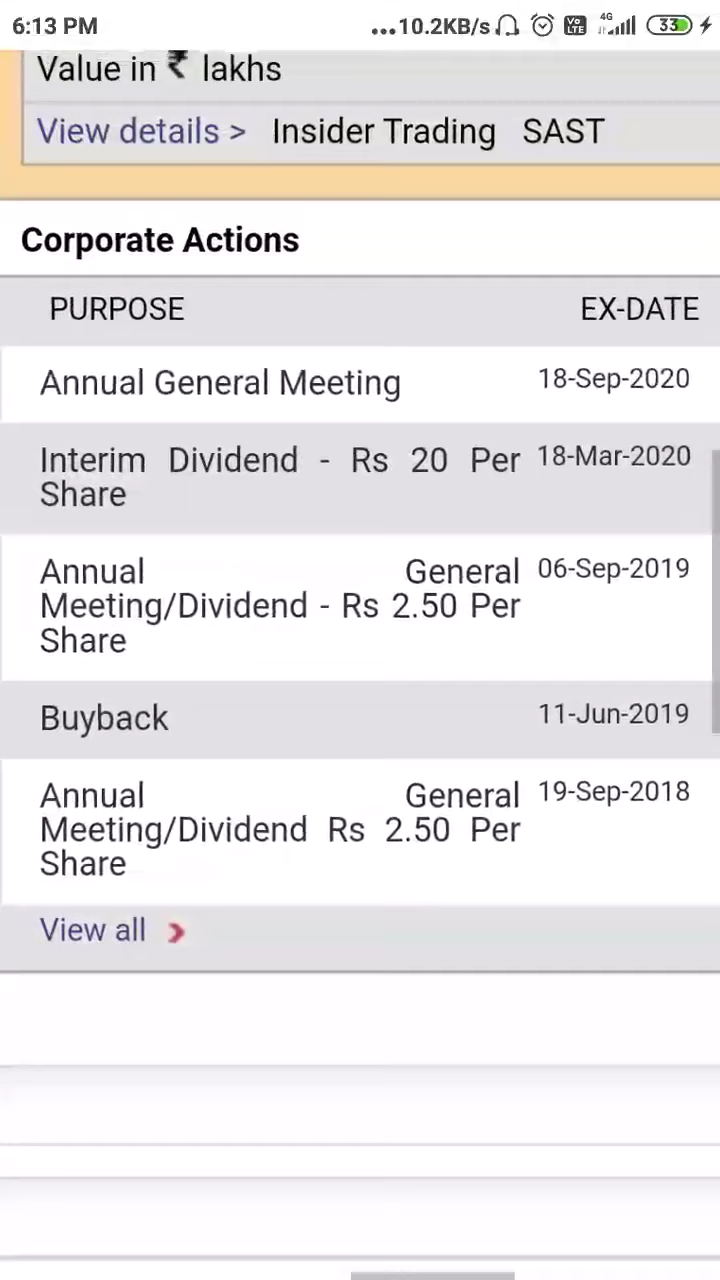 6:13 PM ...10.2KB/s Vo LTE 4G 33
Value in ₹ lakhs
View details > Insider Trading SAST
Corporate Actions
PURPOSE EX-DATE
Annual General Meeting 18-Sep-2020
Interim Dividend - Rs 20 Per 18-Mar-2020
Share
Annual General 06-Sep-2019
Meeting/Dividend - Rs 2.50 Per
Share
Buyback 11-Jun-2019
Annual General 19-Sep-2018
Meeting/Dividend Rs 2.50 Per
Share
View all